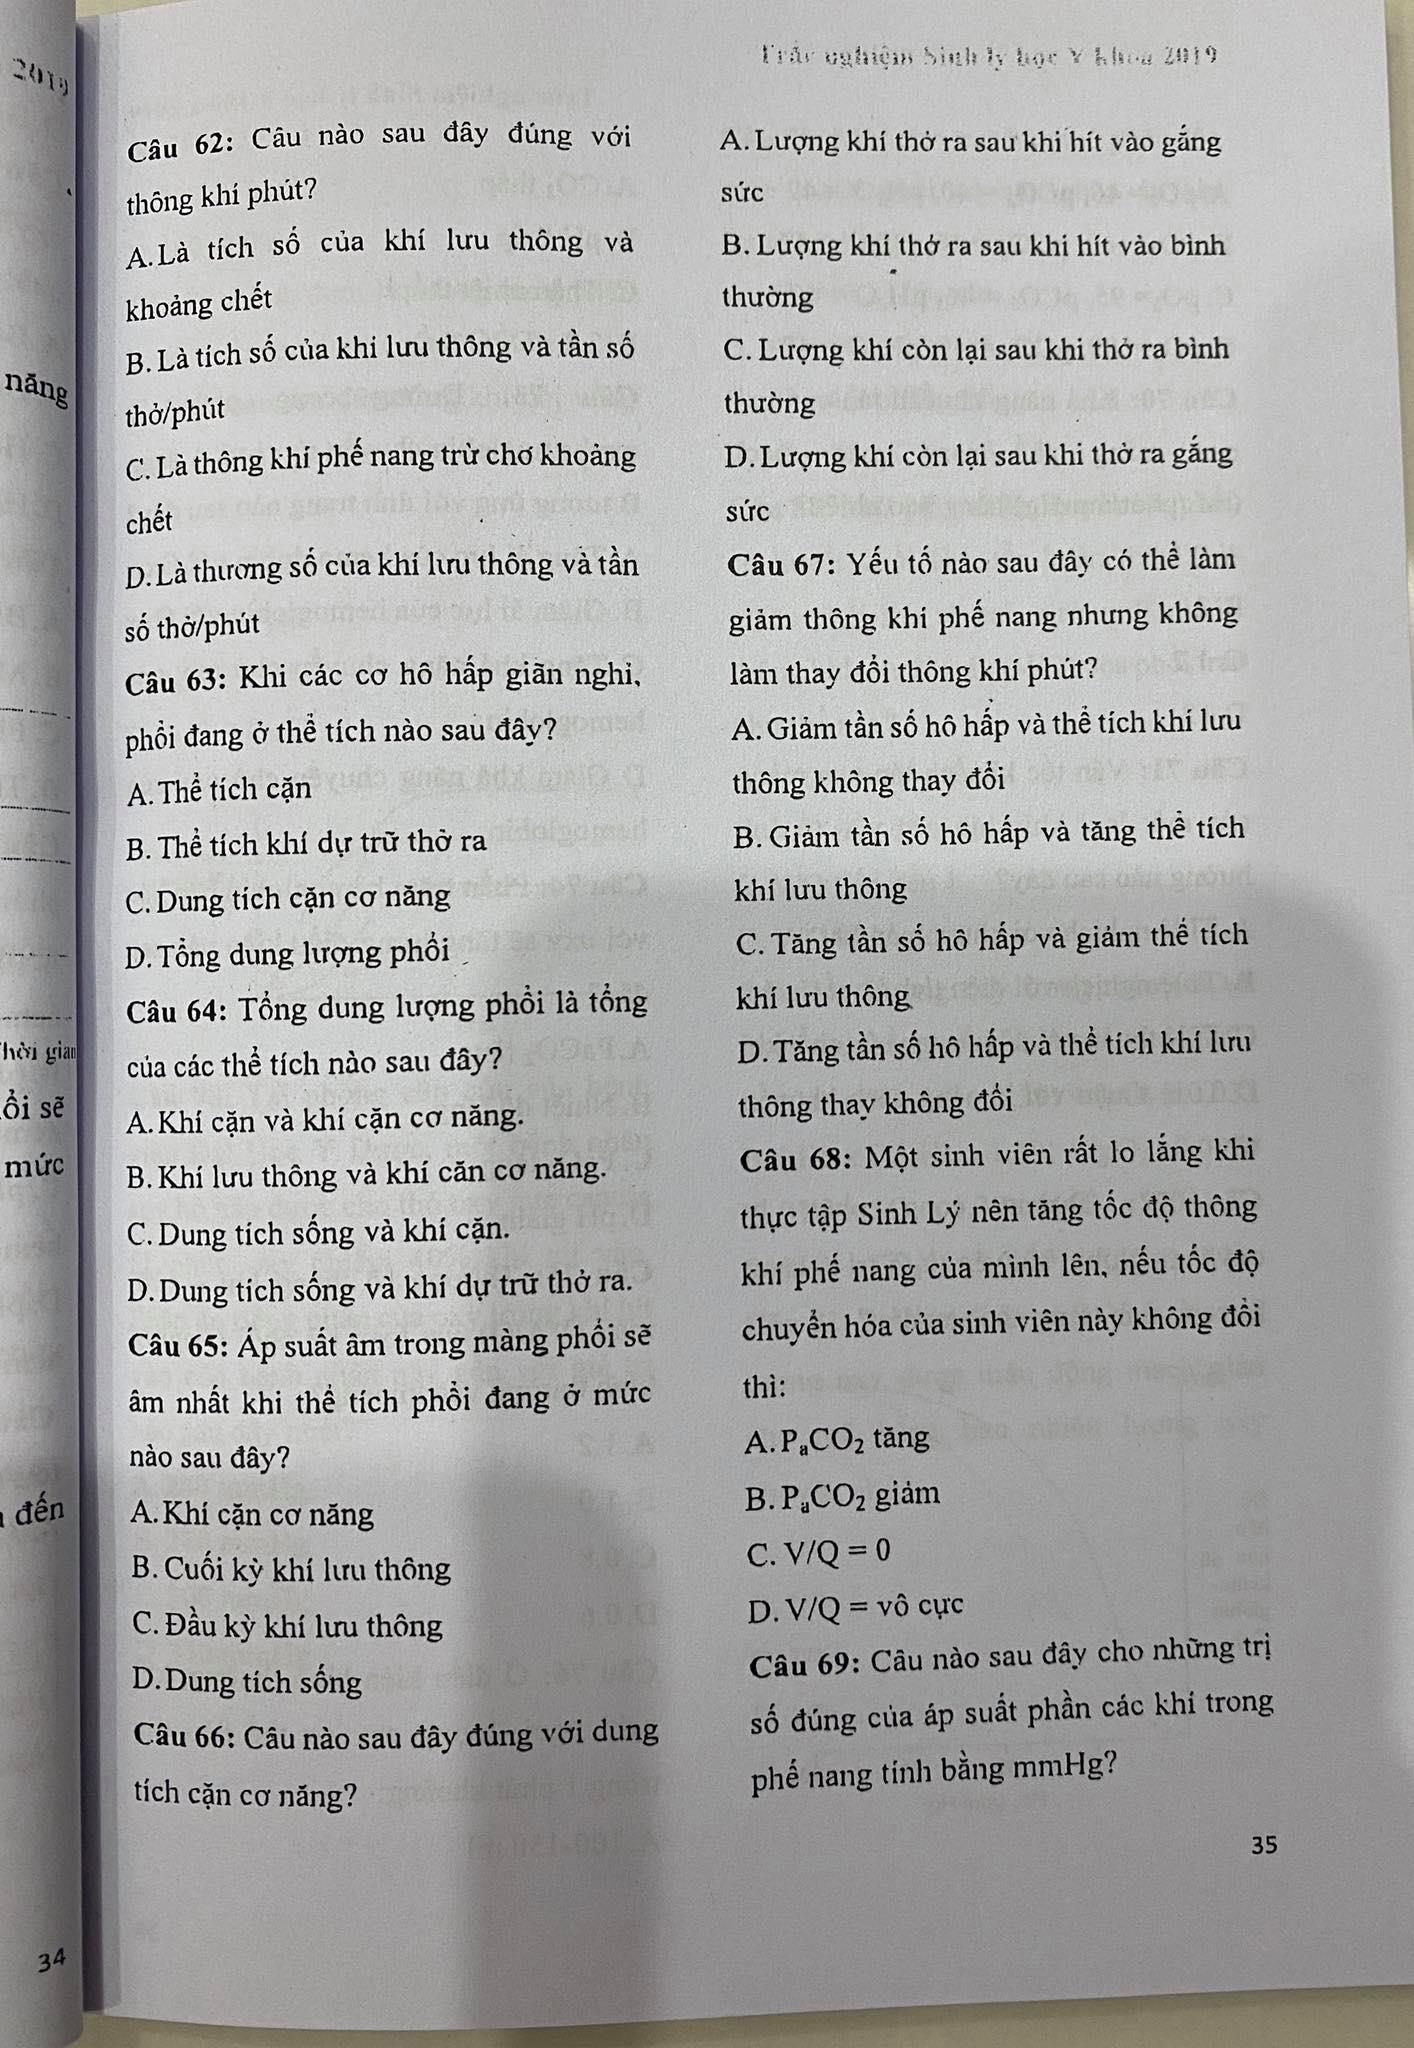 2019
năng
Thời gian
ổi sẽ
mức
đến
34
Trắc nghiệm Sinh lý học Y khoa 2019
Câu 62: Câu nào sau đây đúng với
thông khí phút?
A. Là tích số của khí lưu thông và
khoảng chết
B. Là tích số của khi lưu thông và tần số
thở/phút
C. Là thông khí phế nang trừ chơ khoảng
chết
D. Là thương số của khí lưu thông và tần
số thở/phút
Câu 63: Khi các cơ hô hấp giãn nghỉ,
phổi đang ở thể tích nào sau đây?
A. Thể tích cặn
B. Thể tích khí dự trữ thở ra
C. Dung tích cặn cơ năng
D. Tổng dung lượng phổi
Câu 64: Tổng dung lượng phổi là tổng
của các thể tích nào sau đây?
A. Khí cặn và khí cặn cơ năng.
B. Khí lưu thông và khí căn cơ năng.
C. Dung tích sống và khí cặn.
D. Dung tích sống và khí dự trữ thở ra.
Câu 65: Áp suất âm trong màng phổi sẽ
âm nhất khi thể tích phổi đang ở mức
nào sau đây?
A. Khí cặn cơ năng
B. Cuối kỳ khí lưu thông
C. Đầu kỳ khí lưu thông
D. Dung tích sống
Câu 66: Câu nào sau đây đúng với dung
tích cặn cơ năng?
A. Lượng khí thở ra sau khi hít vào gắng
sức
B. Lượng khí thở ra sau khi hít vào bình
thường
C. Lượng khí còn lại sau khi thở ra bình
thường
D. Lượng khí còn lại sau khi thở ra gắng
sức
Câu 67: Yếu tố nào sau đây có thể làm
giảm thông khí phế nang nhưng không
làm thay đổi thông khí phút?
A. Giảm tần số hô hấp và thể tích khí lưu
thông không thay đổi
B. Giảm tần số hô hấp và tăng thể tích
khí lưu thông
C. Tăng tần số hô hấp và giảm thể tích
khí lưu thông
D. Tăng tần số hô hấp và thể tích khí lưu
thông thay không đổi
Câu 68: Một sinh viên rất lo lắng khi
thực tập Sinh Lý nên tăng tốc độ thông
khí phế nang của mình lên, nếu tốc độ
chuyển hóa của sinh viên này không đổi
thì:
A. PₐCO₂ tăng
B. PₐCO₂ giảm
C. V/Q = 0
D. V/Q = vô cực
Câu 69: Câu nào sau đây cho những trị
số đúng của áp suất phần các khí trong
phế nang tính bằng mmHg?
35